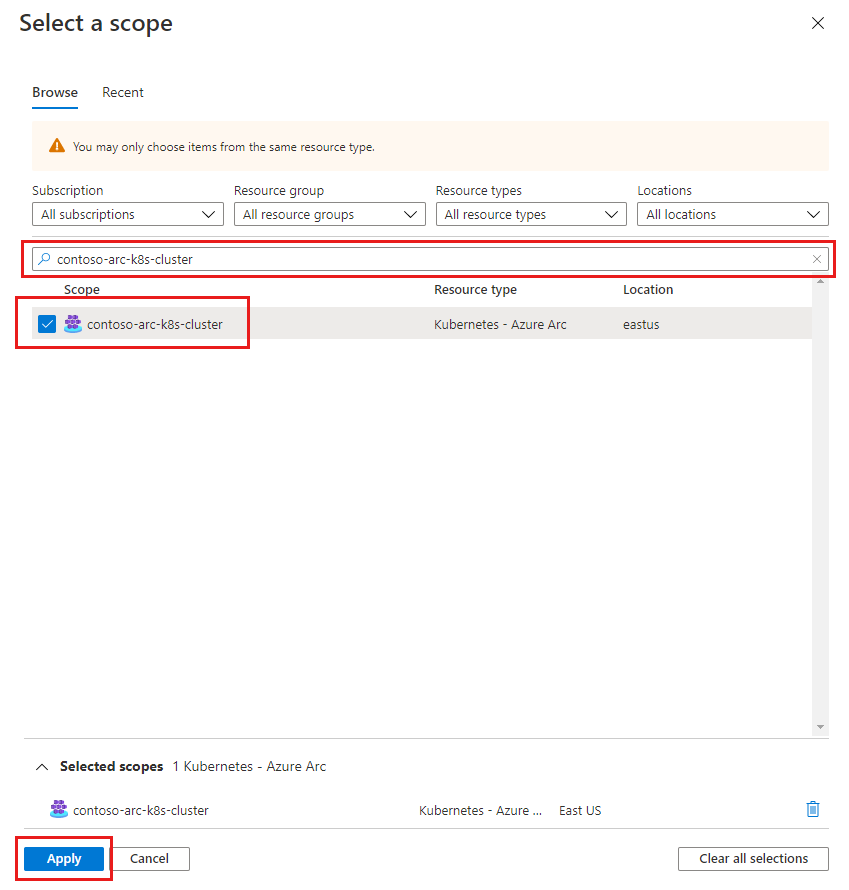 Select a scope
Browse Recent
You may only choose items from the same resource type.
Subscription Resource group Resource types Locations
All subscriptions All resource groups All resource types All locations
contoso-arc-k8s-cluster
Scope Resource type Location
contoso-arc-k8s-cluster Kubernetes - Azure Arc eastus
Selected scopes 1 Kubernetes - Azure Arc
contoso-arc-k8s-cluster Kubernetes - Azure ... East US
Apply Cancel Clear all selections